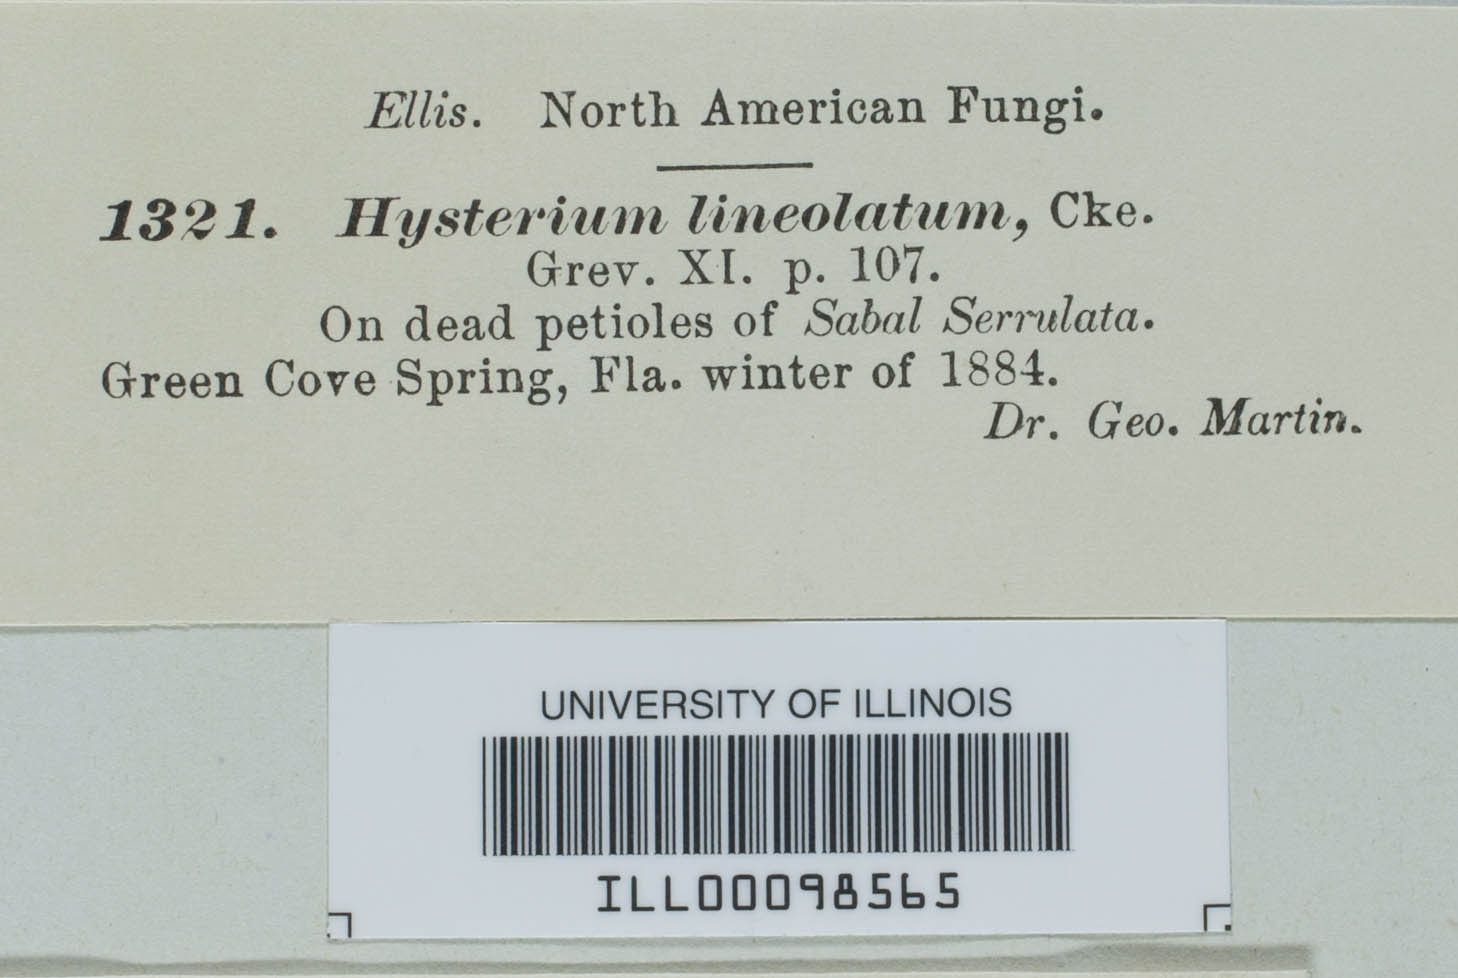 Ellis. North American Fungi.
1321. Hysterium lineolatum, Cke.
Grev. XI. p. 107.
On dead petioles of Sabal Serrulata.
Green Cove Spring, Fla. winter of 1884.
Dr. Geo. Martin.
UNIVERSITY OF ILLINOIS
ILL00098565